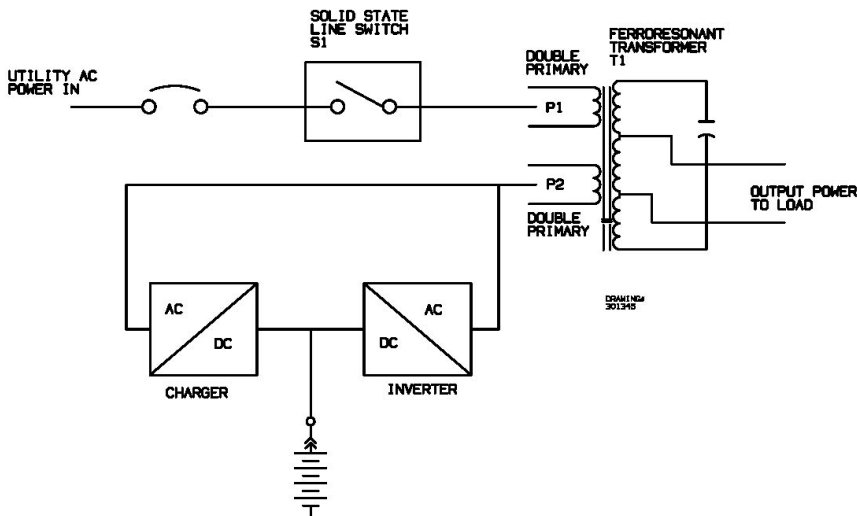 SOLID STATE
LINE SWITCH
S1
FERRORESONANT
TRANSFORMER
T1
DOUBLE
PRIMARY
UTILITY AC
POWER IN
P1
P2
OUTPUT POWER
TO LOAD
DOUBLE
PRIMARY
DRAWING#
301345
AC
DC
AC
DC
CHARGER
INVERTER